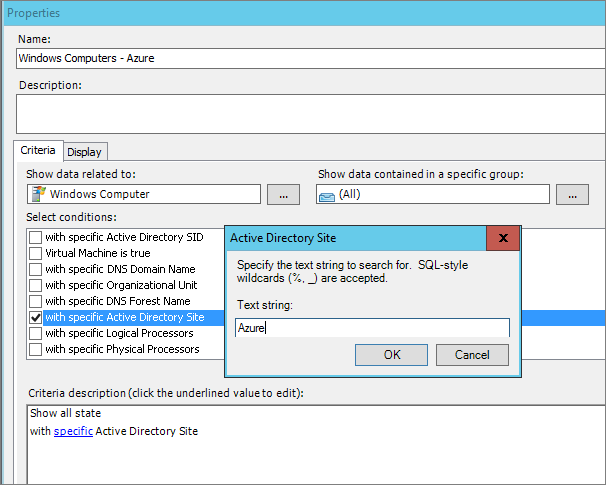 Properties
Name:
Windows Computers - Azure
Description:
Criteria
Display
Show data related to:
Show data contained in a specific group:
Windows Computer
...
(All)
...
Select conditions:
with specific Active Directory SID
Virtual Machine is true
with specific DNS Domain Name
with specific Organizational Unit
with specific DNS Forest Name
with specific Active Directory Site
with specific Logical Processors
with specific Physical Processors
Active Directory Site
x
Specify the text string to search for. SQL-style
wildcards (%, _) are accepted.
Text string:
Azure
OK
Cancel
Criteria description (click the underlined value to edit):
Show all state
with specific Active Directory Site